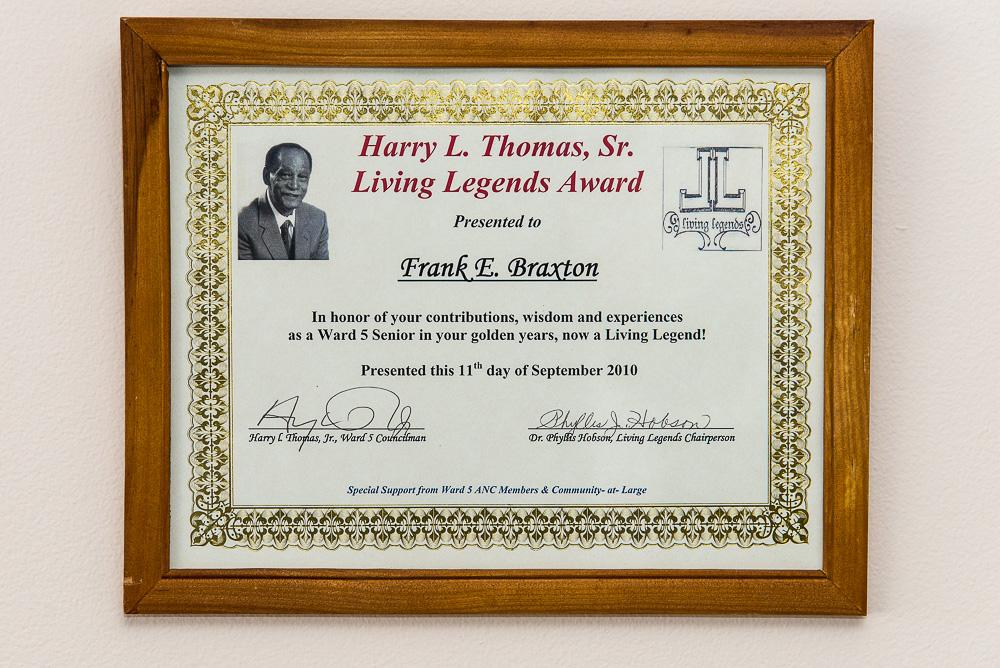 Harry L. Thomas, Sr.
Living Legends Award
Presented to
Frank E. Braxton
In honor of your contributions, wisdom and experiences
as a Ward 5 Senior in your golden years, now a Living Legend!
Presented this 11th day of September 2010
Harry l. Thomas, Jr., Ward 5 Councilman
Phyllis J. Hobson
Dr. Phyllis Hobson, Living Legends Chairperson
Special Support from Ward 5 ANC Members & Community- at- Large
LL
living legends